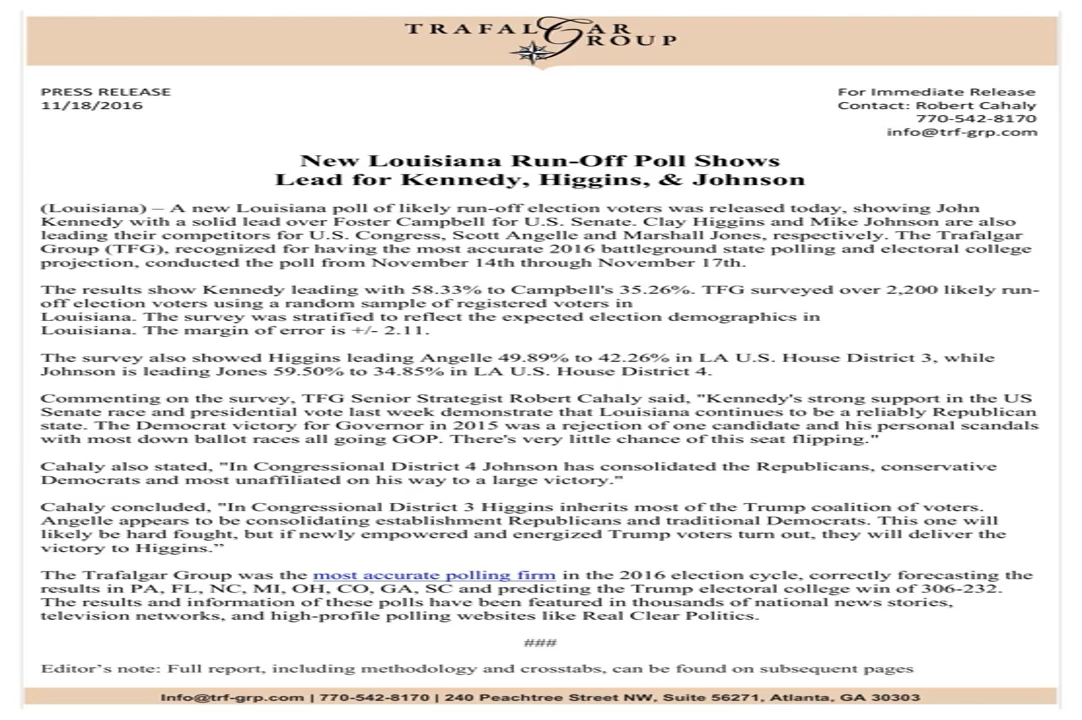 TRAFALGAR GROUP
PRESS RELEASE
11/18/2016
For Immediate Release
Contact: Robert Cahaly
770-542-8170
info@trf-grp.com
New Louisiana Run-Off Poll Shows
Lead for Kennedy, Higgins, & Johnson
(Louisiana) – A new Louisiana poll of likely run-off election voters was released today, showing John
Kennedy with a solid lead over Foster Campbell for U.S. Senate. Clay Higgins and Mike Johnson are also
leading their competitors for U.S. Congress, Scott Angelle and Marshall Jones, respectively. The Trafalgar
Group (TFG), recognized for having the most accurate 2016 battleground state polling and electoral college
projection, conducted the poll from November 14th through November 17th.
The results show Kennedy leading with 58.33% to Campbell's 35.26%. TFG surveyed over 2,200 likely run-
off election voters using a random sample of registered voters in
Louisiana. The survey was stratified to reflect the expected election demographics in
Louisiana. The margin of error is +/- 2.11.
The survey also showed Higgins leading Angelle 49.89% to 42.26% in LA U.S. House District 3, while
Johnson is leading Jones 59.50% to 34.85% in LA U.S. House District 4.
Commenting on the survey, TFG Senior Strategist Robert Cahaly said, "Kennedy's strong support in the US
Senate race and presidential vote last week demonstrate that Louisiana continues to be a reliably Republican
state. The Democrat victory for Governor in 2015 was a rejection of one candidate and his personal scandals
with most down ballot races all going GOP. There's very little chance of this seat flipping."
Cahaly also stated, "In Congressional District 4 Johnson has consolidated the Republicans, conservative
Democrats and most unaffiliated on his way to a large victory."
Cahaly concluded, "In Congressional District 3 Higgins inherits most of the Trump coalition of voters.
Angelle appears to be consolidating establishment Republicans and traditional Democrats. This one will
likely be hard fought, but if newly empowered and energized Trump voters turn out, they will deliver the
victory to Higgins.”
The Trafalgar Group was the most accurate polling firm in the 2016 election cycle, correctly forecasting the
results in PA, FL, NC, MI, OH, CO, GA, SC and predicting the Trump electoral college win of 306-232.
The results and information of these polls have been featured in thousands of national news stories,
television networks, and high-profile polling websites like Real Clear Politics.
###
Editor’s note: Full report, including methodology and crosstabs, can be found on subsequent pages
Info@trf-grp.com | 770-542-8170 | 240 Peachtree Street NW, Suite 56271, Atlanta, GA 30303